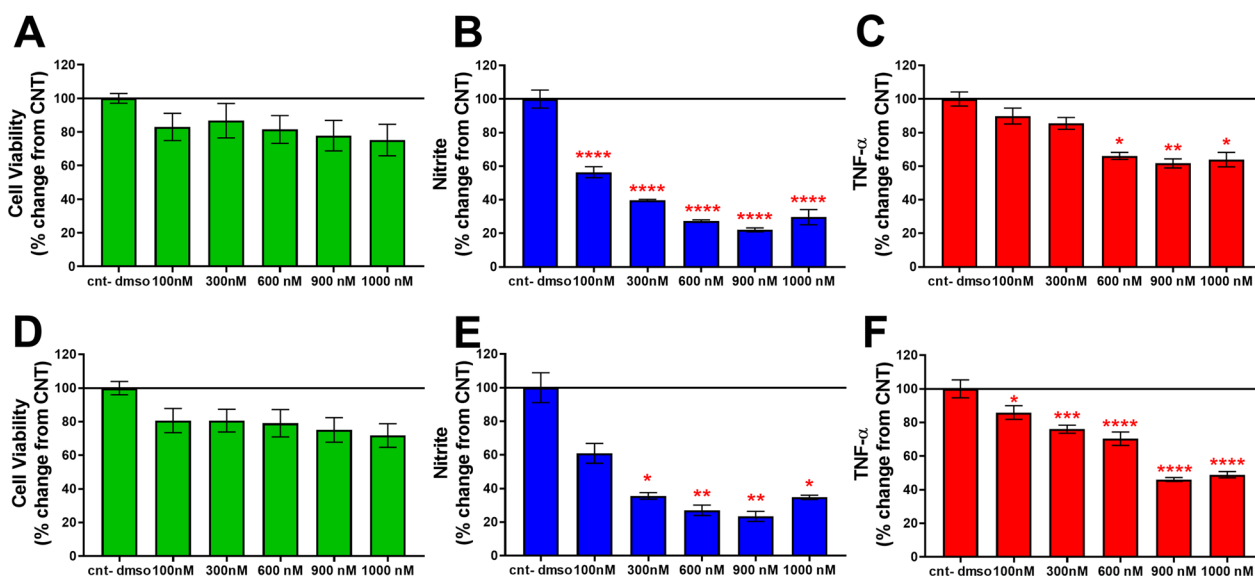 A
Cell Viability
(% change from CNT)
120
100
80
60
40
20
0
cnt- dmso 100nM 300nM 600 nM 900 nM 1000 nM
B
Nitrite
(% change from CNT)
120
100
80
60
40
20
0
**** **** **** **** ****
cnt- dmso 100nM 300nM 600 nM 900 nM 1000 nM
C
TNF-α
(% change from CNT)
120
100
80
60
40
20
0
* ** *
cnt- dmso 100nM 300nM 600 nM 900 nM 1000 nM
D
Cell Viability
(% change from CNT)
120
100
80
60
40
20
0
cnt- dmso 100nM 300nM 600 nM 900 nM 1000 nM
E
Nitrite
(% change from CNT)
120
100
80
60
40
20
0
* ** ** *
cnt- dmso 100nM 300nM 600 nM 900 nM 1000 nM
F
TNF-α
(% change from CNT)
120
100
80
60
40
20
0
* *** **** **** ****
cnt- dmso 100nM 300nM 600 nM 900 nM 1000 nM